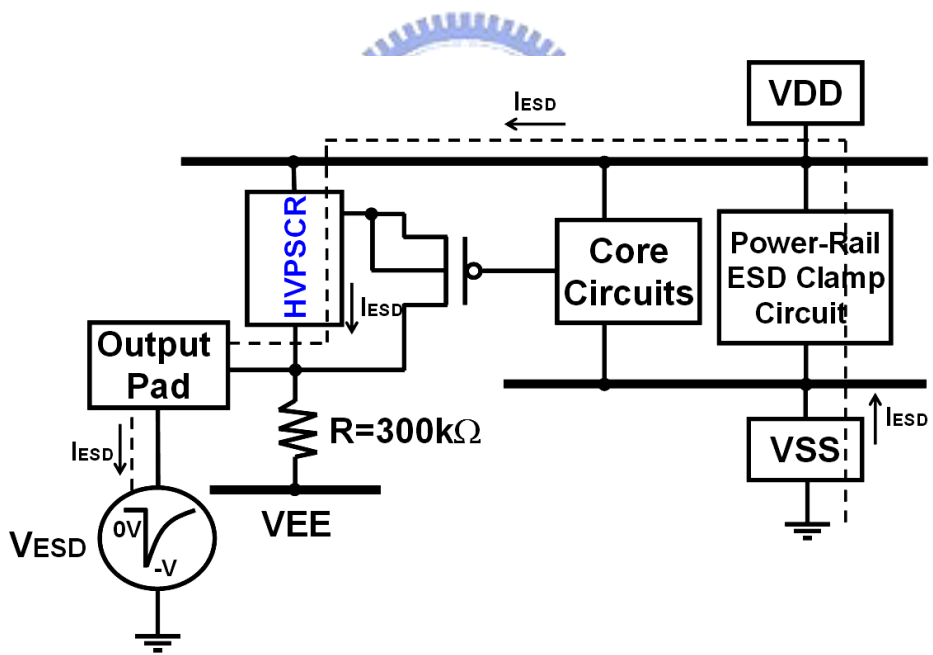 IESD
VDD
HVPSCR
IESD
Core
Circuits
Power-Rail
ESD Clamp
Circuit
Output
Pad
IESD
R=300kΩ
VEE
IESD
VSS
VESD
0V
-V